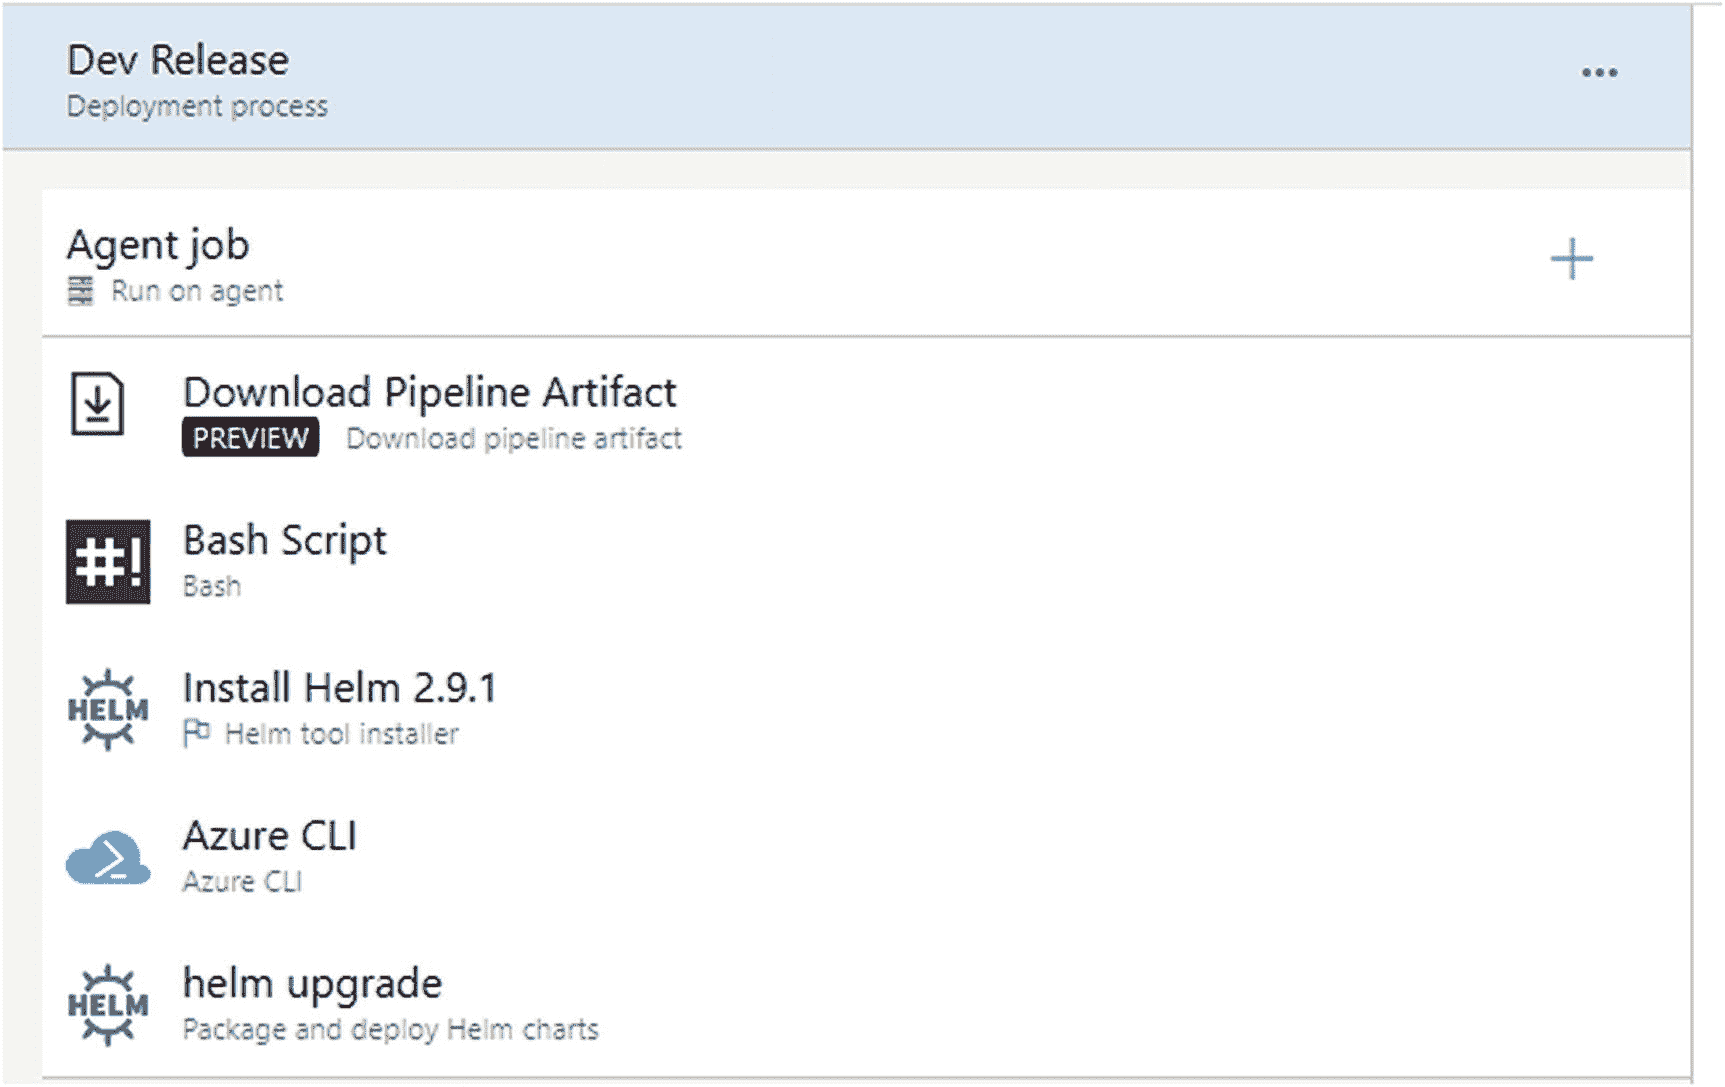 Dev Release
Deployment process
Agent job
Run on agent
Download Pipeline Artifact
PREVIEW Download pipeline artifact
#!
Bash Script
Bash
HELM
Install Helm 2.9.1
Helm tool installer
Azure CLI
Azure CLI
HELM
helm upgrade
Package and deploy Helm charts